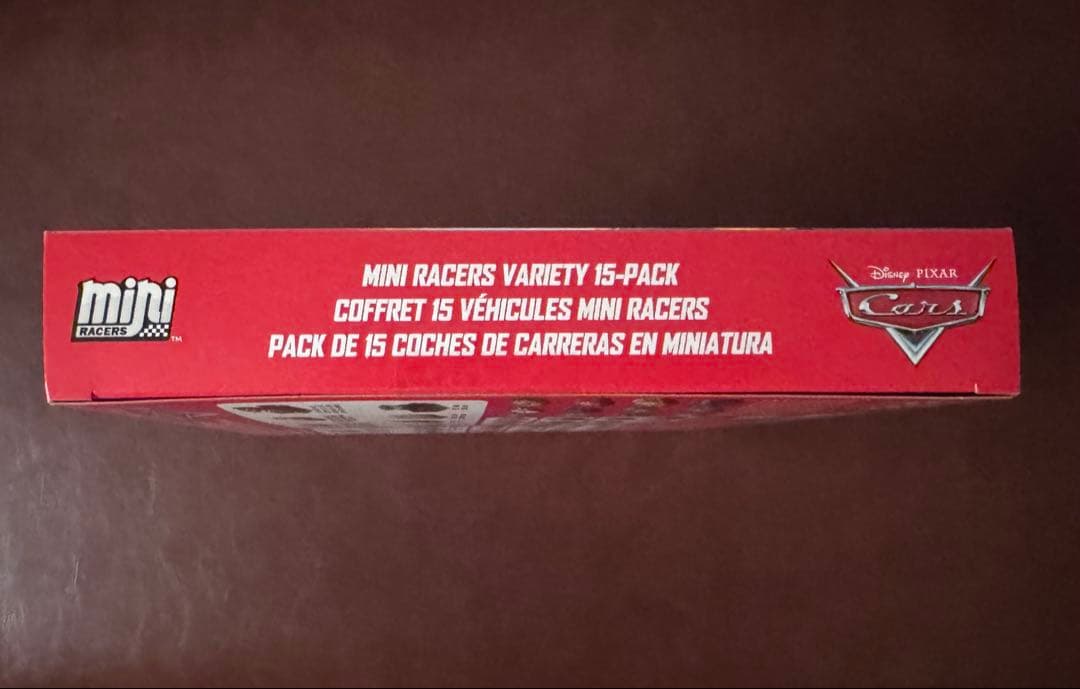 mini
RACERS
TM
MINI RACERS VARIETY 15-PACK
COFFRET 15 VÉHICULES MINI RACERS
PACK DE 15 COCHES DE CARRERAS EN MINIATURA
Disney PIXAR
Cars